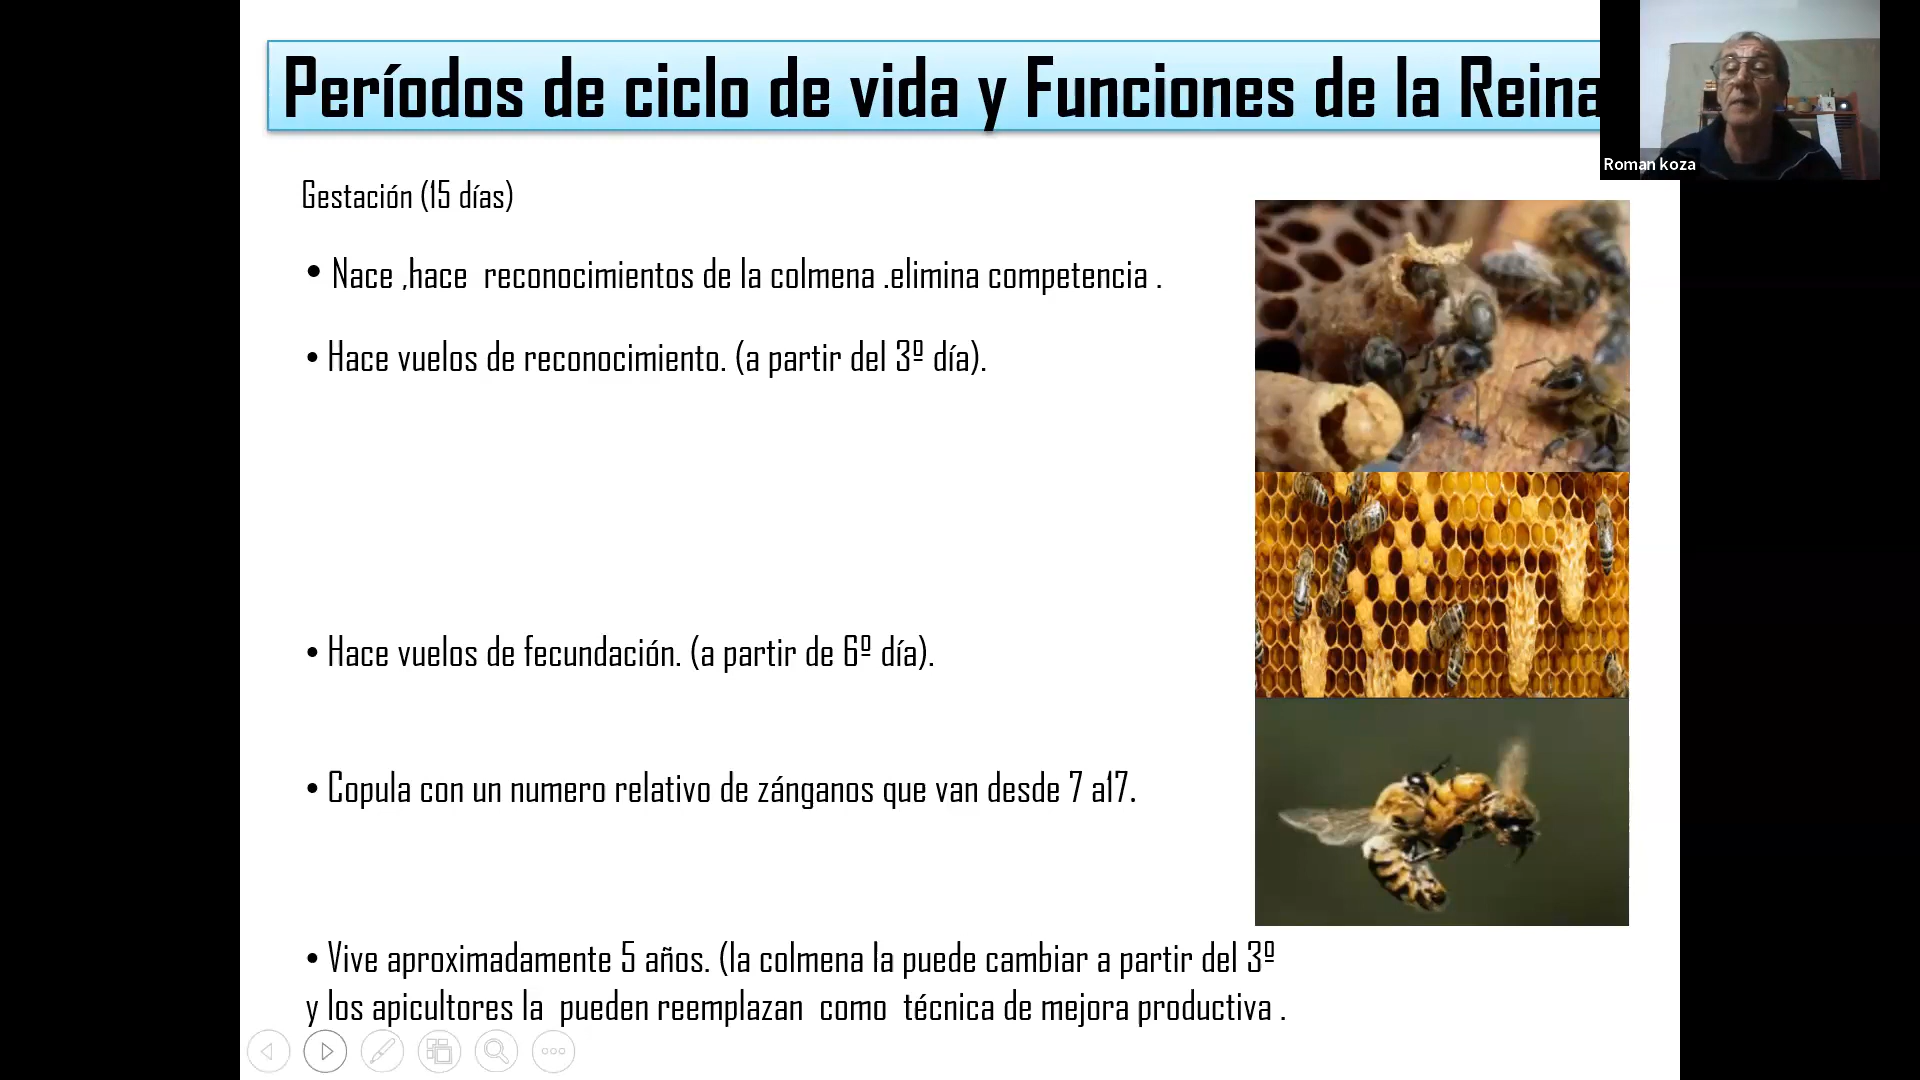 Períodos de ciclo de vida y Funciones de la Reina
Roman koza
Gestación (15 días)
• Nace ,hace reconocimientos de la colmena .elimina competencia .
• Hace vuelos de reconocimiento. (a partir del 3º día).
• Hace vuelos de fecundación. (a partir de 6º día).
• Copula con un numero relativo de zánganos que van desde 7 a17.
• Vive aproximadamente 5 años. (la colmena la puede cambiar a partir del 3º
y los apicultores la pueden reemplazan como técnica de mejora productiva .